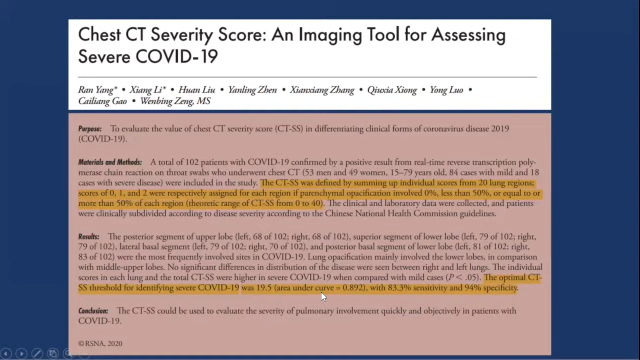 Chest CT Severity Score: An Imaging Tool for Assessing
Severe COVID-19
Ran Yang* • Xiang Li* • Huan Liu • Yanling Zhen • Xianxiang Zhang • Qiuxia Xiong • Yong Luo •
Cailiang Gao • Wenbing Zeng, MS
Purpose: To evaluate the value of chest CT severity score (CT-SS) in differentiating clinical forms of coronavirus disease 2019
(COVID-19).
Materials and Methods: A total of 102 patients with COVID-19 confirmed by a positive result from real-time reverse transcription poly-
merase chain reaction on throat swabs who underwent chest CT (53 men and 49 women, 15–79 years old, 84 cases with mild and 18
cases with severe disease) were included in the study. The CT-SS was defined by summing up individual scores from 20 lung regions;
scores of 0, 1, and 2 were respectively assigned for each region if parenchymal opacification involved 0%, less than 50%, or equal to or
more than 50% of each region (theoretic range of CT-SS from 0 to 40). The clinical and laboratory data were collected, and patients
were clinically subdivided according to disease severity according to the Chinese National Health Commission guidelines.
Results: The posterior segment of upper lobe (left, 68 of 102; right, 68 of 102), superior segment of lower lobe (left, 79 of 102; right,
79 of 102), lateral basal segment (left, 79 of 102; right, 70 of 102), and posterior basal segment of lower lobe (left, 81 of 102; right,
83 of 102) were the most frequently involved sites in COVID-19. Lung opacification mainly involved the lower lobes, in comparison
with middle-upper lobes. No significant differences in distribution of the disease were seen between right and left lungs. The individual
scores in each lung and the total CT-SS were higher in severe COVID-19 when compared with mild cases (P < .05). The optimal CT-
SS threshold for identifying severe COVID-19 was 19.5 (area under curve = 0.892), with 83.3% sensitivity and 94% specificity.
Conclusion: The CT-SS could be used to evaluate the severity of pulmonary involvement quickly and objectively in patients with
COVID-19.
©RSNA, 2020